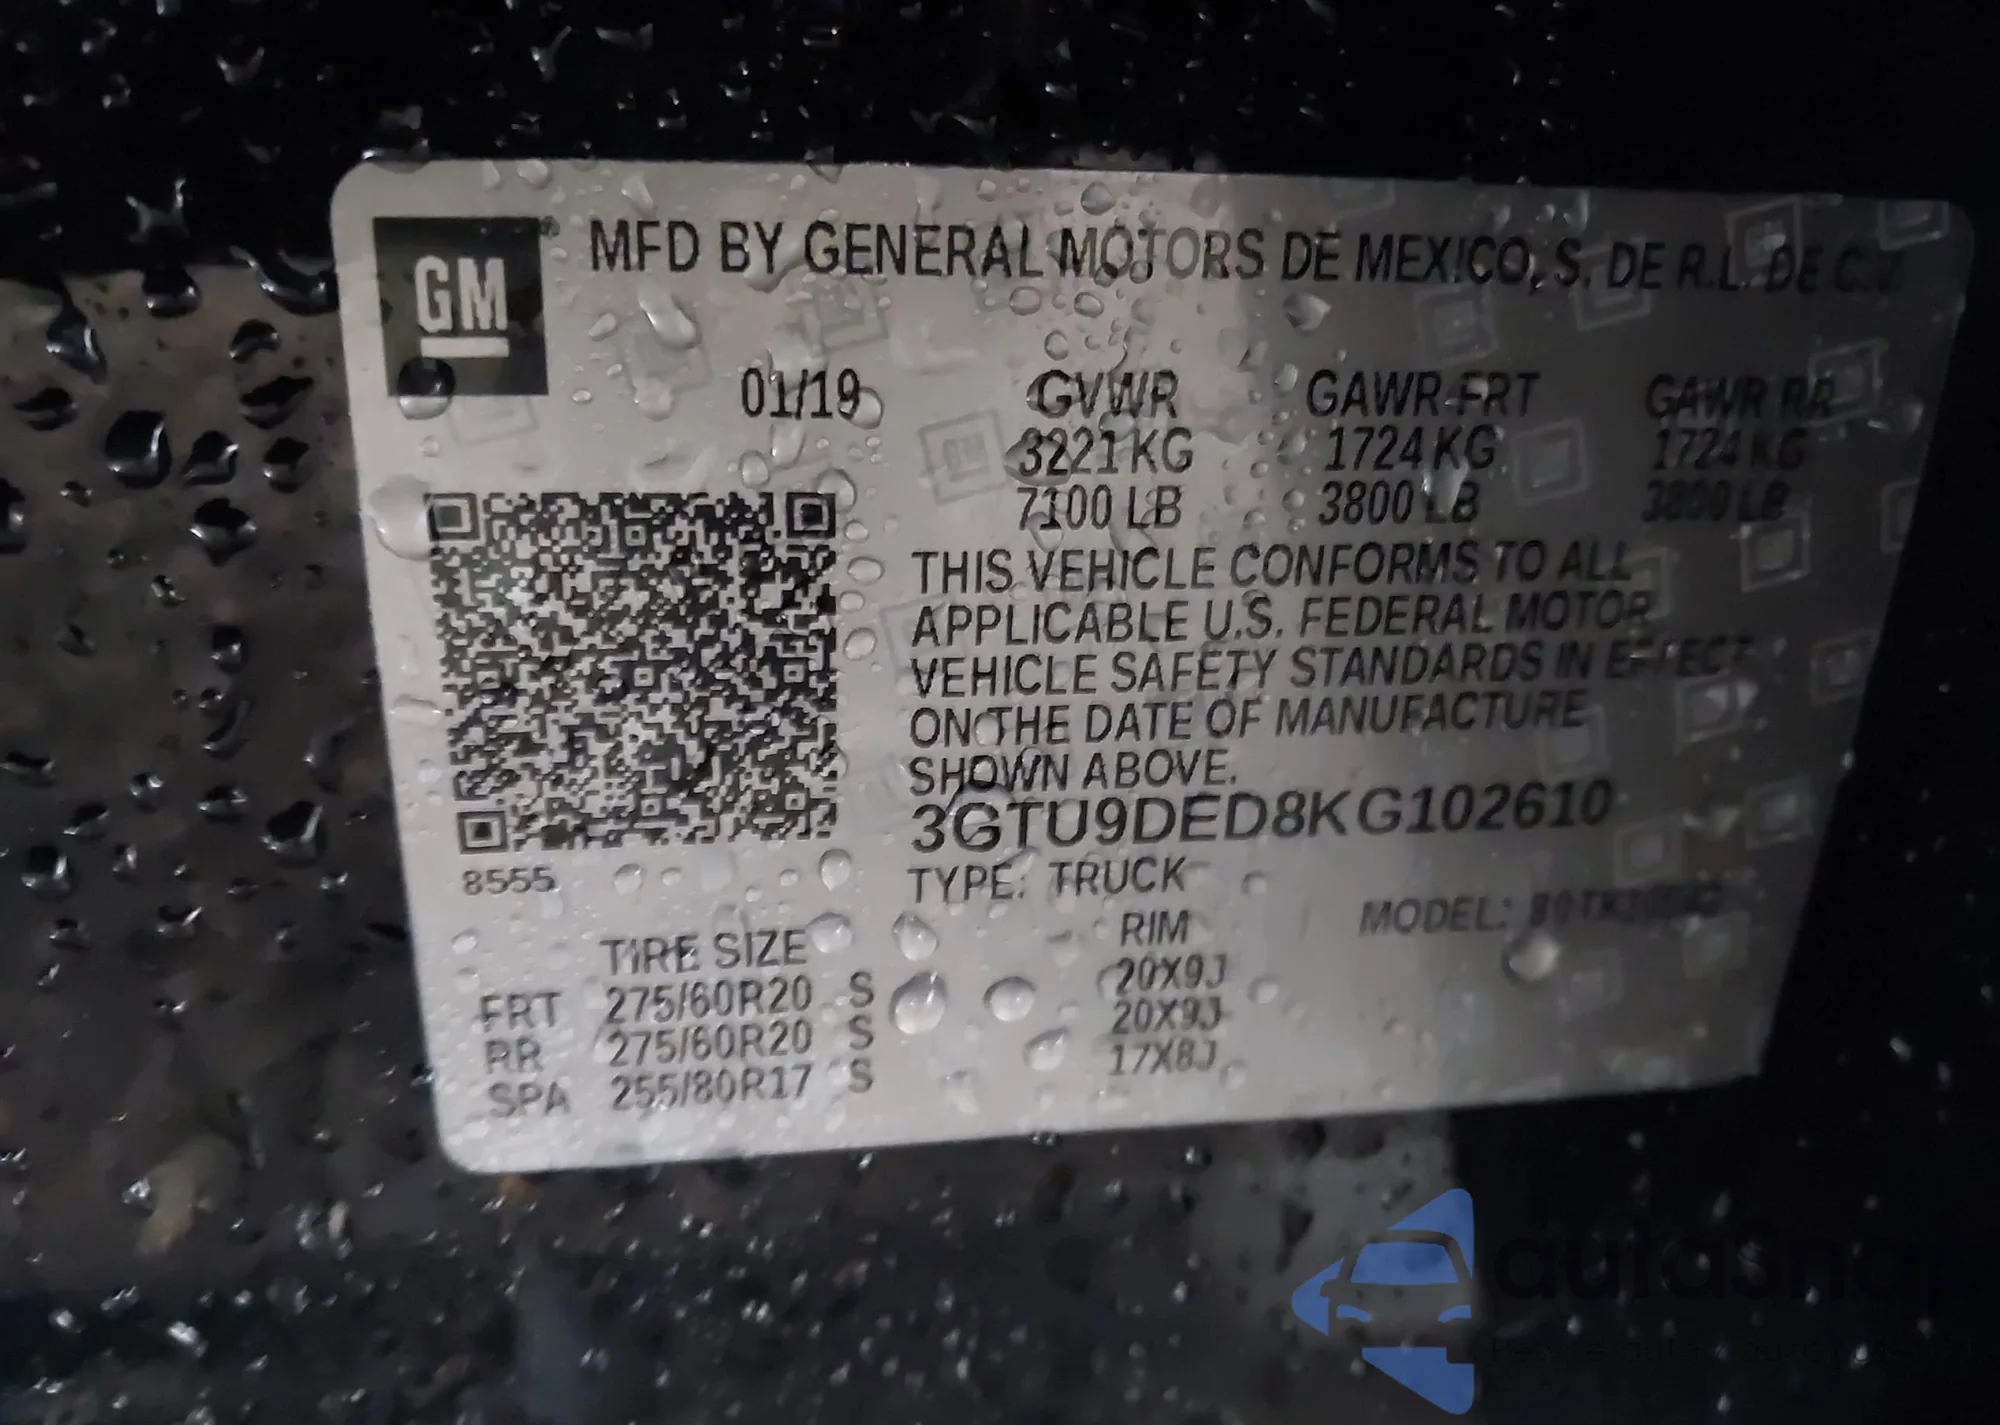 GM ® MFD BY GENERAL MOTORS DE MEXICO, S. DE R.L. DE C.V.
01/19 GVWR GAWR FRT GAWR RR
3221 KG 1724 KG 1724 KG
7100 LB 3800 LB 3800 LB
THIS VEHICLE CONFORMS TO ALL
APPLICABLE U.S. FEDERAL MOTOR
VEHICLE SAFETY STANDARDS IN EFFECT
ON THE DATE OF MANUFACTURE
SHOWN ABOVE.
3GTU9DED8KG102610
8555 TYPE: TRUCK MODEL:
TIRE SIZE RIM
FRT 275/60R20 S 20X9J
RR 275/60R20 S 20X9J
SPA 255/80R17 S 17X8J